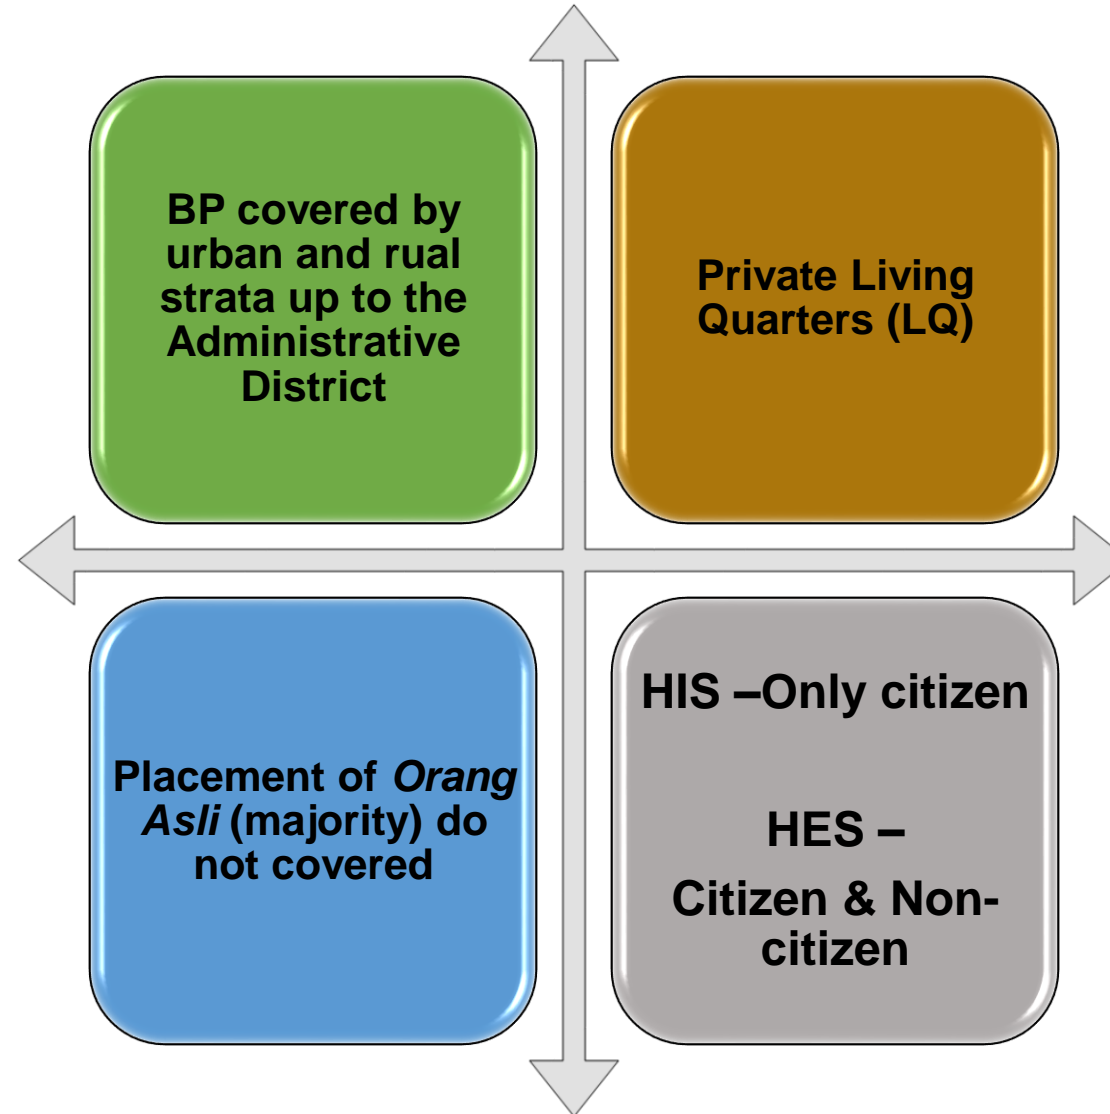 BP covered by
urban and rual
strata up to the
Administrative
District
Private Living
Quarters (LQ)
Placement of Orang
Asli (majority) do
not covered
HIS –Only citizen
HES –
Citizen & Non-
citizen